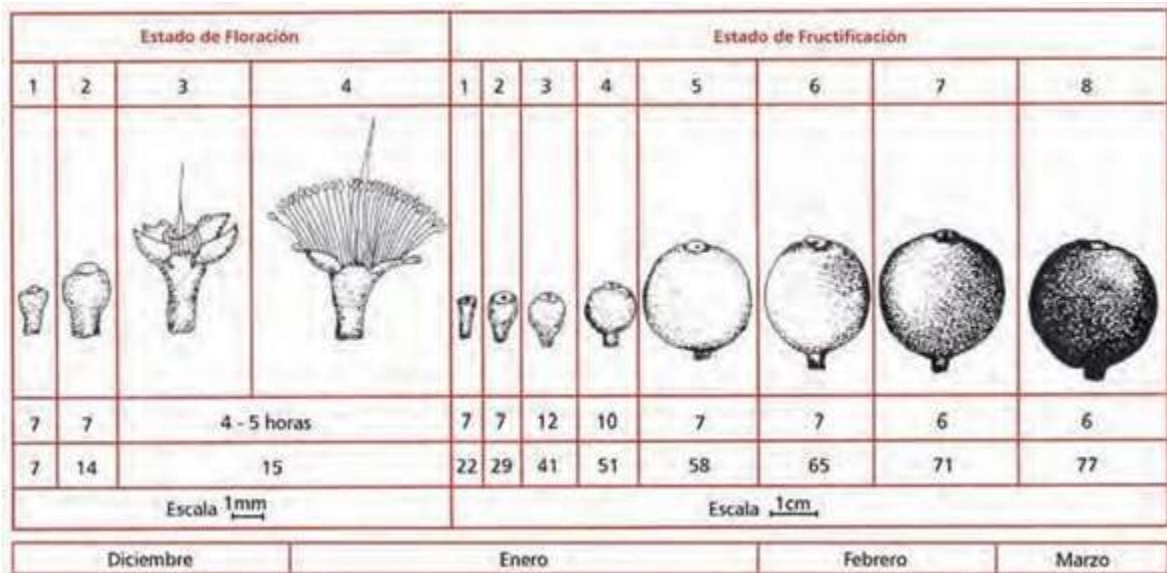 Estado de Floración Estado de Fructificación
1 2 3 4 1 2 3 4 5 6 7 8
7 7 4 - 5 horas 7 7 12 10 7 7 6 6
7 14 15 22 29 41 51 58 65 71 77
Escala 1mm Escala 1cm
Diciembre Enero Febrero Marzo